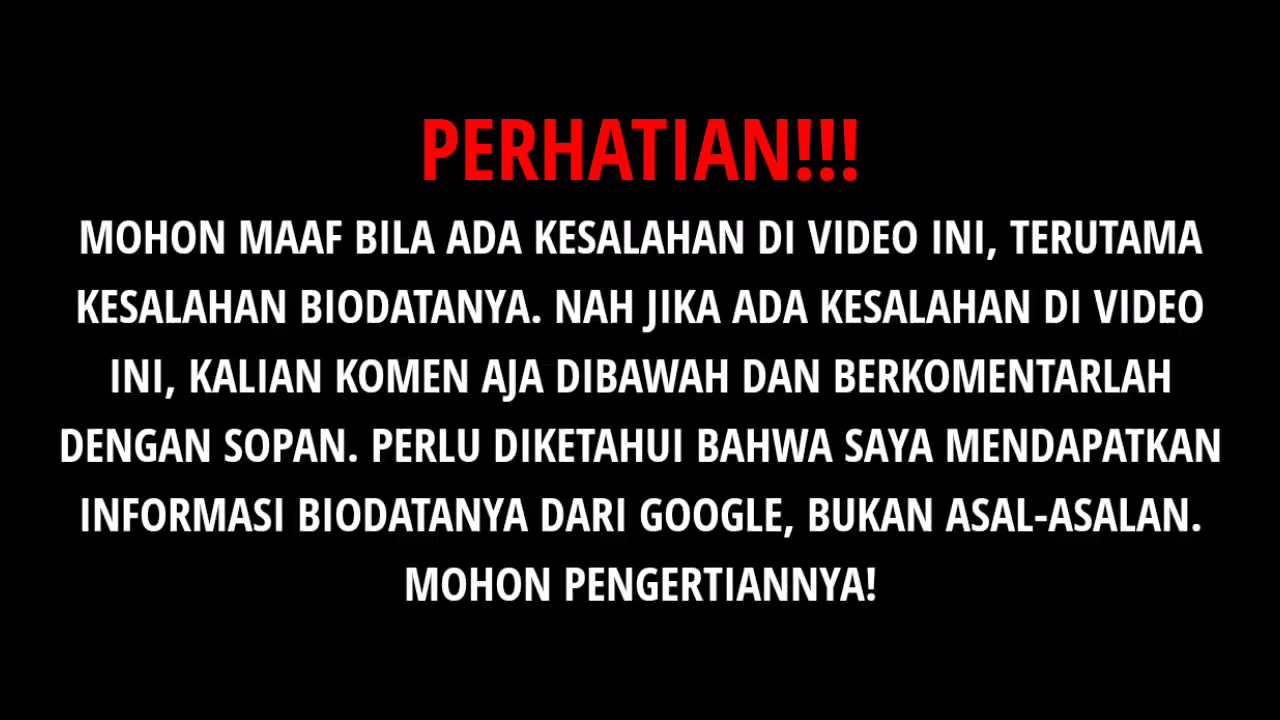 PERHATIAN!!!
MOHON MAAF BILA ADA KESALAHAN DI VIDEO INI, TERUTAMA
KESALAHAN BIODATANYA. NAH JIKA ADA KESALAHAN DI VIDEO
INI, KALIAN KOMEN AJA DIBAWAH DAN BERKOMENTARLAH
DENGAN SOPAN. PERLU DIKETAHUI BAHWA SAYA MENDAPATKAN
INFORMASI BIODATANYA DARI GOOGLE, BUKAN ASAL-ASALAN.
MOHON PENGERTIANNYA!